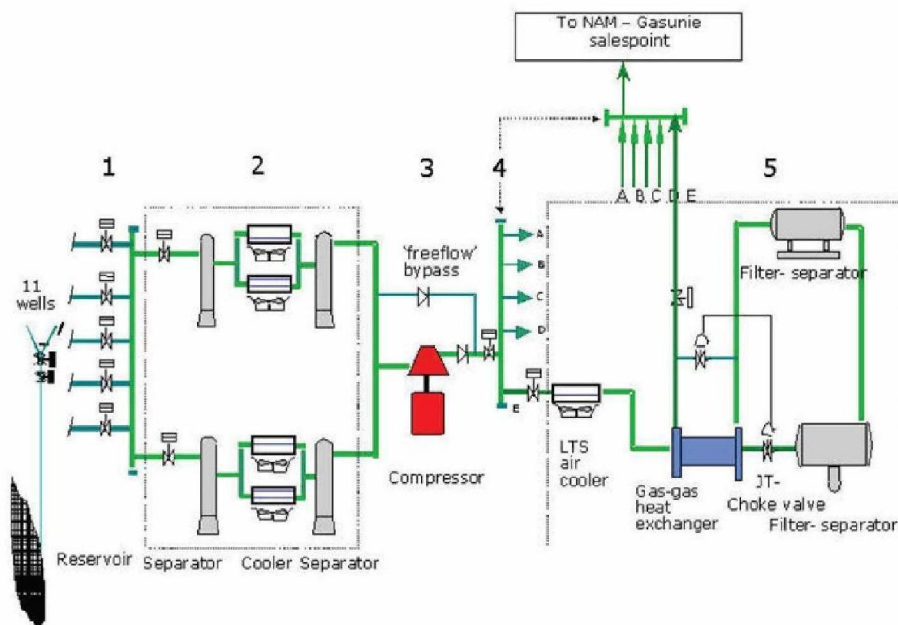 To NAM – Gasunie
salespoint
1
2
3
4
5
A B C D E
11
wells
'freeflow'
bypass
A
B
C
D
E
Filter- separator
Compressor
LTS
air
cooler
Gas-gas
heat
exchanger
JT-
Choke valve
Filter- separator
Reservoir
Separator
Cooler
Separator